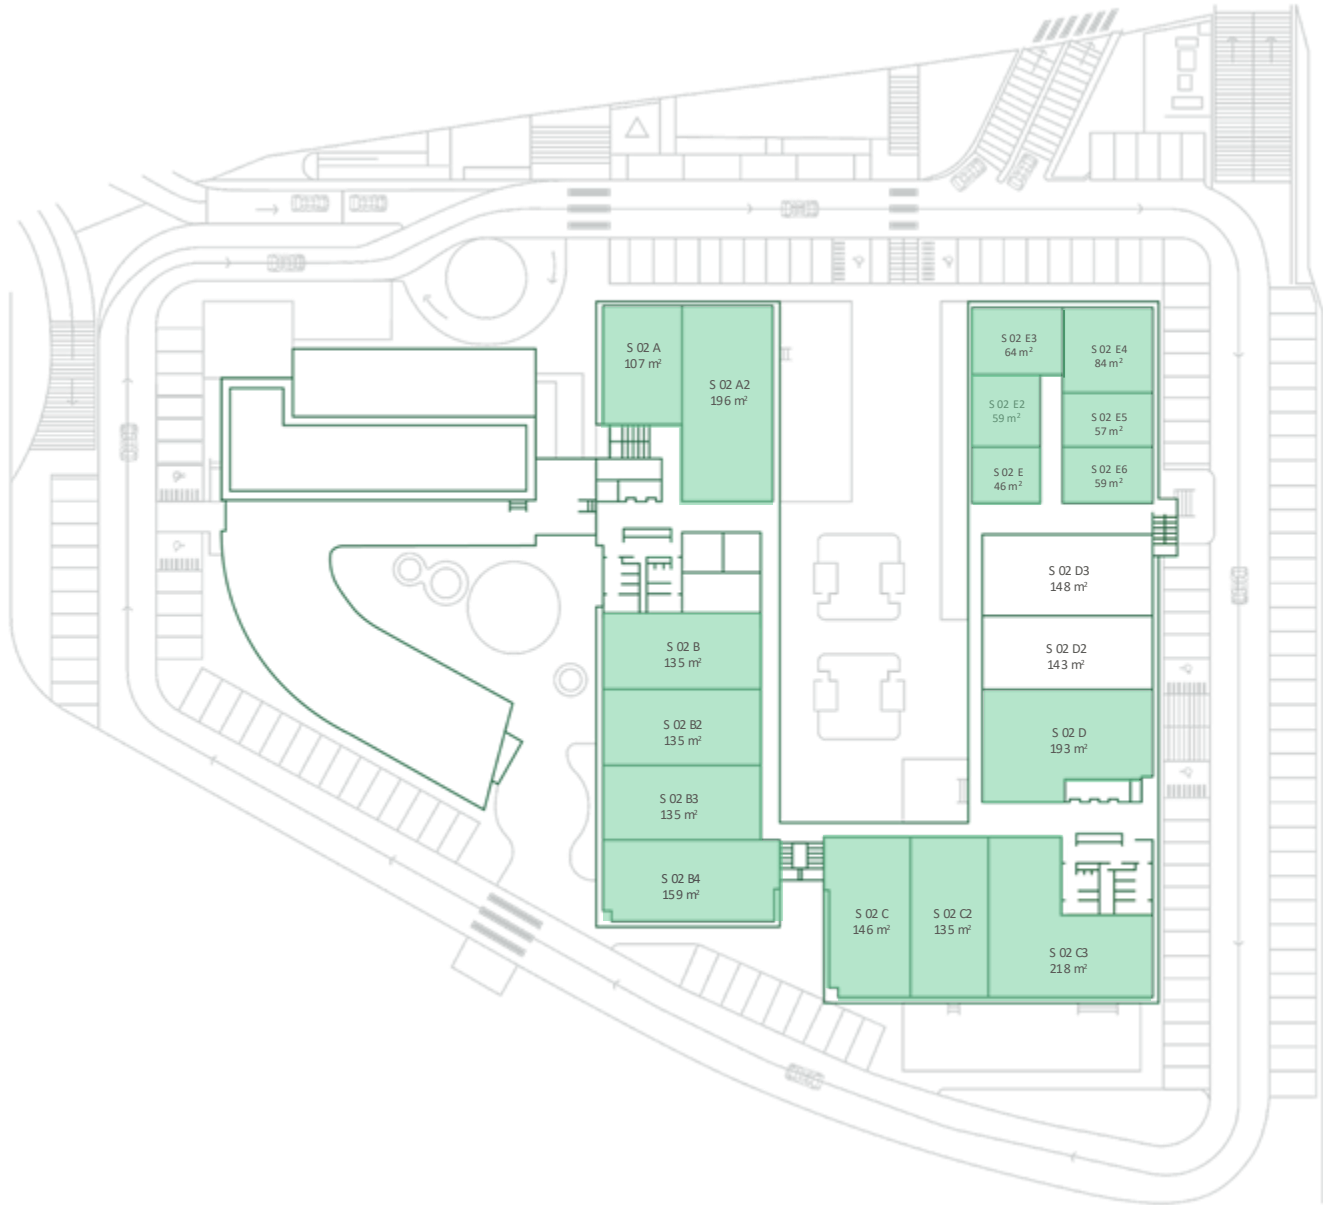 S 02 A
107 m²
S 02 A2
196 m²
S 02 E3
64 m²
S 02 E4
84 m²
S 02 E2
59 m²
S 02 E5
57 m²
S 02 E
46 m²
S 02 E6
59 m²
S 02 D3
148 m²
S 02 D2
143 m²
S 02 D
193 m²
S 02 B
135 m²
S 02 B2
135 m²
S 02 B3
135 m²
S 02 B4
159 m²
S 02 C
146 m²
S 02 C2
135 m²
S 02 C3
218 m²